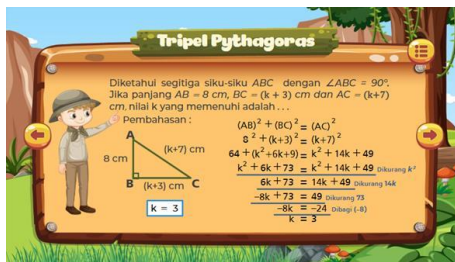 Tripel Pythagoras
Diketahui segitiga siku-siku ABC dengan ∠ABC = 90°.
Jika panjang AB = 8 cm, BC = (k + 3) cm dan AC = (k+7)
cm, nilai k yang memenuhi adalah . . .
Pembahasan :
A
8 cm
(k+7) cm
B
(k+3) cm
C
k = 3
(AB)² + (BC)² = (AC)²
8² + (k+3)² = (k+7)²
64 + (k²+6k+9) = k² + 14k + 49
k² + 6k + 73 = k² + 14k + 49 Dikurang k²
6k + 73 = 14k + 49 Dikurang 14k
-8k + 73 = 49 Dikurang 73
-8k = -24 Dibagi (-8)
k = 3